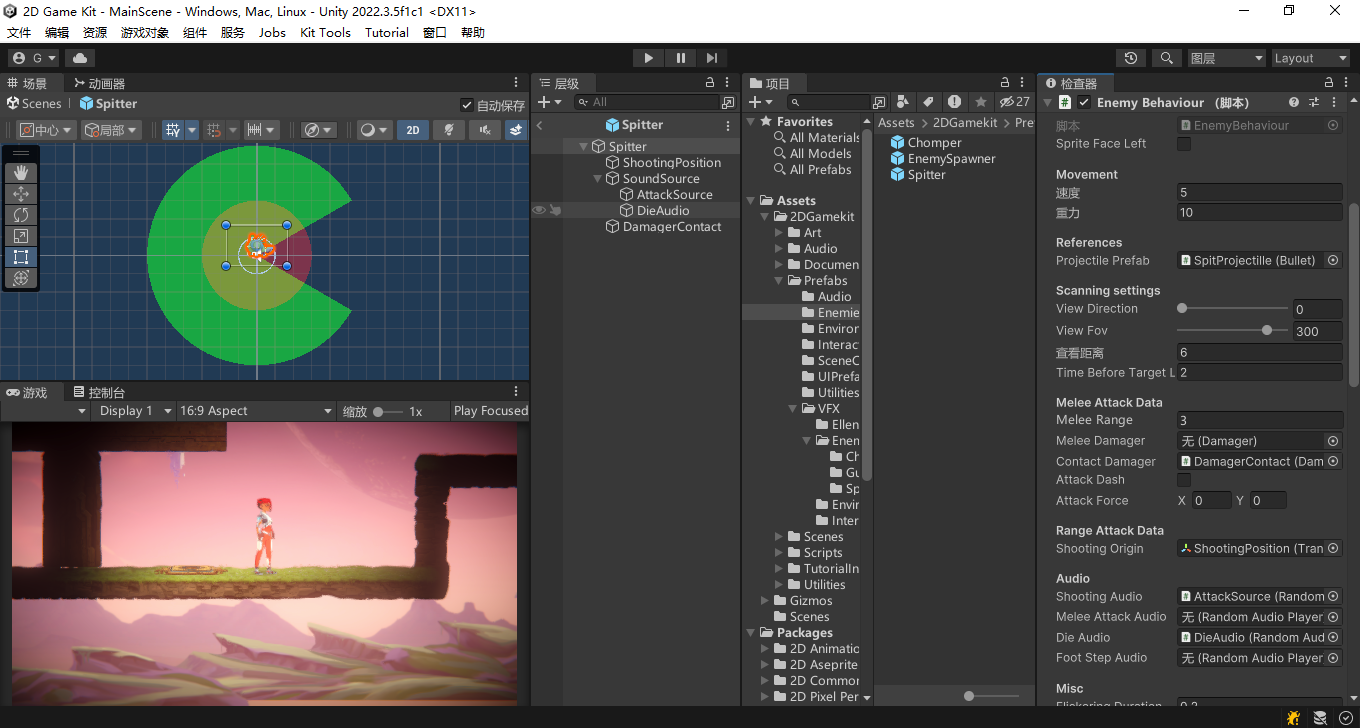 2D Game Kit - MainScene - Windows, Mac, Linux - Unity 2022.3.5f1c1 <DX11>
文件 编辑 资源 游戏对象 组件 服务 Jobs Kit Tools Tutorial 窗口 帮助
G
图层
Layout
场景
动画器
Scenes
Spitter
自动保存
中心
局部
2D
游戏
控制台
Display 1
16:9 Aspect
缩放
1x
Play Focused
层级
All
Spitter
Spitter
ShootingPosition
SoundSource
AttackSource
DieAudio
DamagerContact
项目
27
Favorites
All Materials
All Models
All Prefabs
Assets
2DGamekit
Art
Audio
Documen
Prefabs
Audio
Enemie
Environ
Interac
SceneC
UIPrefa
Utilities
VFX
Ellen
Enem
Ch
Gu
Sp
Envir
Inter
Scenes
Scripts
TutorialIn
Utilities
Gizmos
Scenes
Packages
2D Animatio
2D Aseprite
2D Common
2D Pixel Per
Assets
2DGamekit
Pre
Chomper
EnemySpawner
Spitter
检查器
Enemy Behaviour （脚本）
脚本
EnemyBehaviour
Sprite Face Left
Movement
速度
5
重力
10
References
Projectile Prefab
SpitProjectille (Bullet)
Scanning settings
View Direction
0
View Fov
300
查看距离
6
Time Before Target L
2
Melee Attack Data
Melee Range
3
Melee Damager
无 (Damager)
Contact Damager
DamagerContact (Dam
Attack Dash
Attack Force
X 0 Y 0
Range Attack Data
Shooting Origin
ShootingPosition (Tran
Audio
Shooting Audio
AttackSource (Random
Melee Attack Audio
无 (Random Audio Player
Die Audio
DieAudio (Random Aud
Foot Step Audio
无 (Random Audio Player
Misc
Flickering Duration